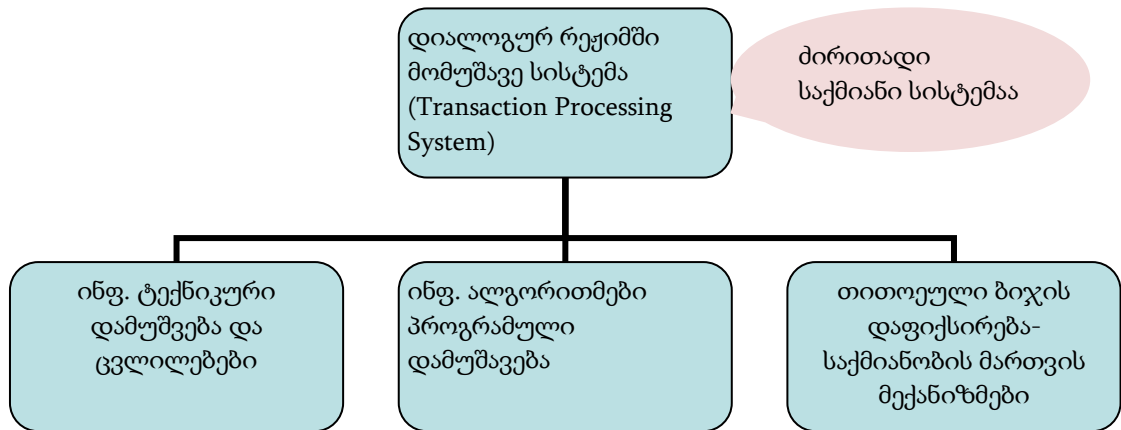 დიალოგურ რეჟიმში
მომუშავე სისტემა
(Transaction Processing
System)
ძირითადი
საქმიანი სისტემაა
ინფ. ტექნიკური
დამუშვება და
ცვლილებები
ინფ. ალგორითმები
პროგრამული
დამუშავება
თითოეული ბიჯის
დაფიქსირება-
საქმიანობის მართვის
მექანიზმები